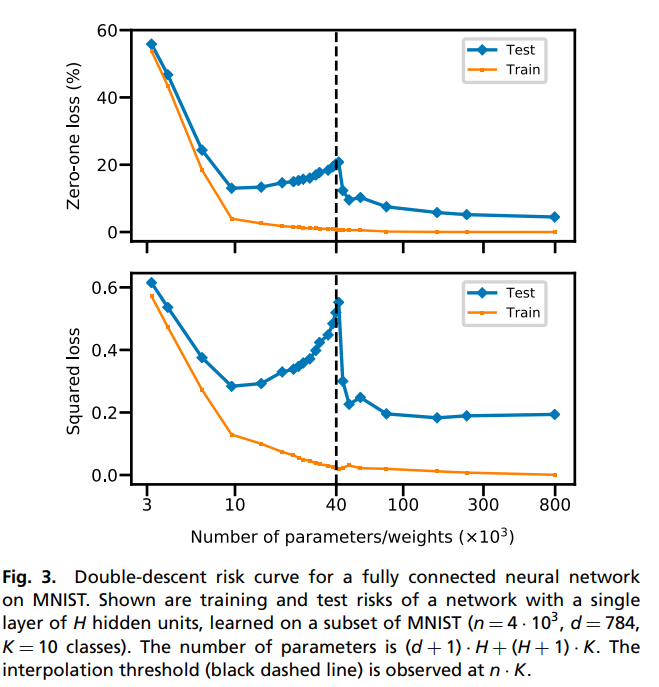 60
40
20
0
Zero-one loss (%)
Test
Train
0.6
0.4
0.2
0.0
Squared loss
Test
Train
3 10 40 100 300 800
Number of parameters/weights (×10³)
Fig. 3. Double-descent risk curve for a fully connected neural network
on MNIST. Shown are training and test risks of a network with a single
layer of H hidden units, learned on a subset of MNIST (n = 4 · 10³, d = 784,
K = 10 classes). The number of parameters is (d + 1) · H + (H + 1) · K. The
interpolation threshold (black dashed line) is observed at n · K.